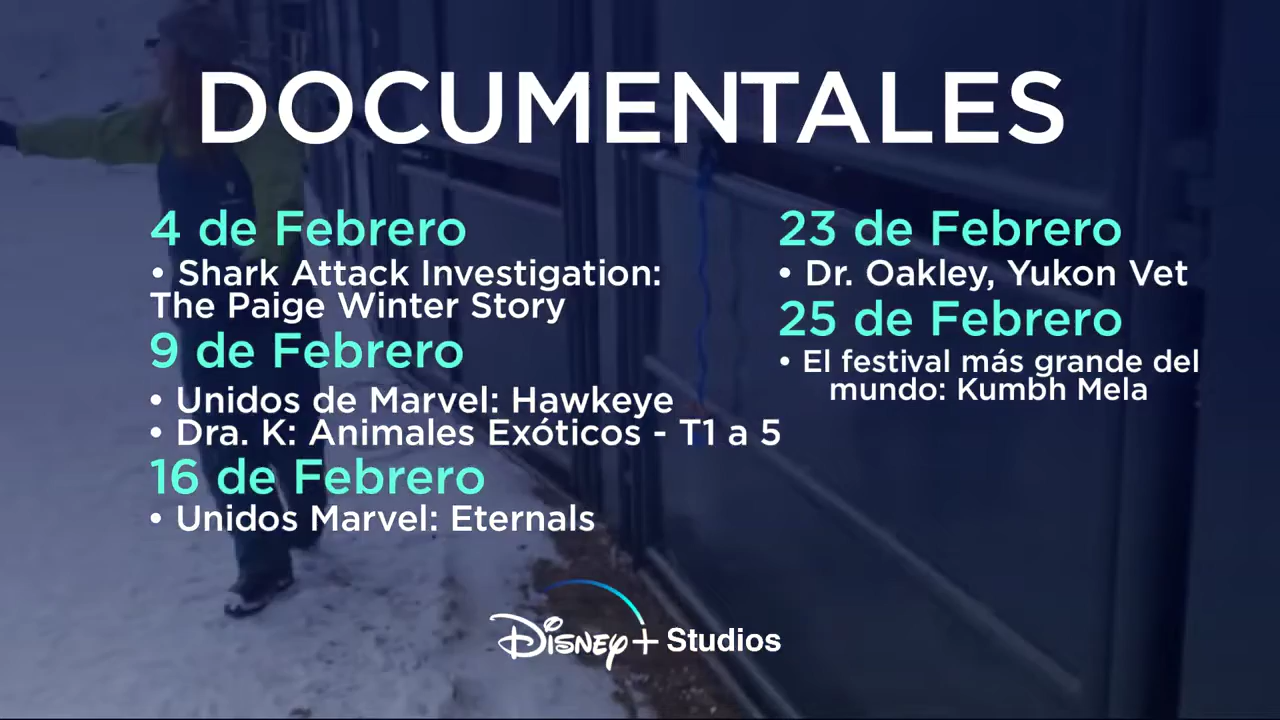 DOCUMENTALES
4 de Febrero
• Shark Attack Investigation:
The Paige Winter Story
9 de Febrero
• Unidos de Marvel: Hawkeye
• Dra. K: Animales Exóticos - T1 a 5
16 de Febrero
• Unidos Marvel: Eternals
23 de Febrero
• Dr. Oakley, Yukon Vet
25 de Febrero
• El festival más grande del
mundo: Kumbh Mela
Disney+ Studios